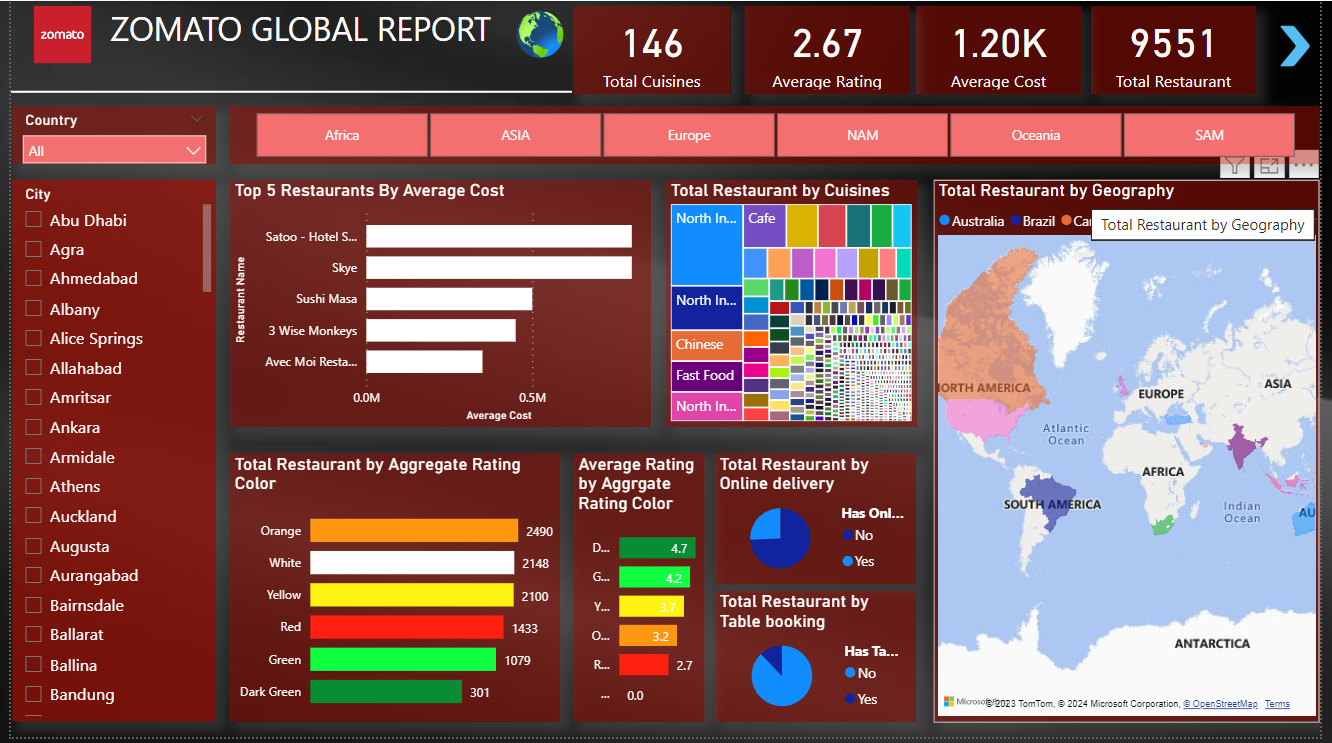 zomato
ZOMATO GLOBAL REPORT
146
Total Cuisines
2.67
Average Rating
1.20K
Average Cost
9551
Total Restaurant
Country
All
Africa
ASIA
Europe
NAM
Oceania
SAM
City
Abu Dhabi
Agra
Ahmedabad
Albany
Alice Springs
Allahabad
Amritsar
Ankara
Armidale
Athens
Auckland
Augusta
Aurangabad
Bairnsdale
Ballarat
Ballina
Bandung
Top 5 Restaurants By Average Cost
Restaurant Name
Satoo - Hotel S...
Skye
Sushi Masa
3 Wise Monkeys
Avec Moi Resta...
0.0M
0.5M
Average Cost
Total Restaurant by Cuisines
North In...
Cafe
North In...
Chinese
Fast Food
North In...
Total Restaurant by Geography
Australia
Brazil
Total Restaurant by Geography
NORTH AMERICA
EUROPE
ASIA
Atlantic
Ocean
AFRICA
SOUTH AMERICA
Indian
Ocean
AU
ANTARCTICA
Microsoft
©2023 TomTom, © 2024 Microsoft Corporation, © OpenStreetMap Terms
Total Restaurant by Aggregate Rating
Color
Orange
2490
White
2148
Yellow
2100
Red
1433
Green
1079
Dark Green
301
Average Rating
by Aggrgate
Rating Color
D...
4.7
G...
4.2
Y...
3.7
O...
3.2
R...
2.7
...
0.0
Total Restaurant by
Online delivery
Has Onl...
No
Yes
Total Restaurant by
Table booking
Has Ta...
No
Yes